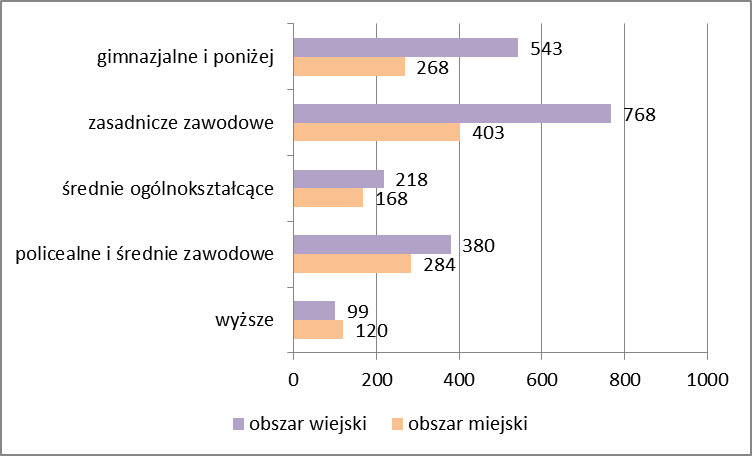 gimnazjalne i poniżej
543
268
zasadnicze zawodowe
768
403
średnie ogólnokształcące
218
168
policealne i średnie zawodowe
380
284
wyższe
99
120
0 200 400 600 800 1000
obszar wiejski obszar miejski